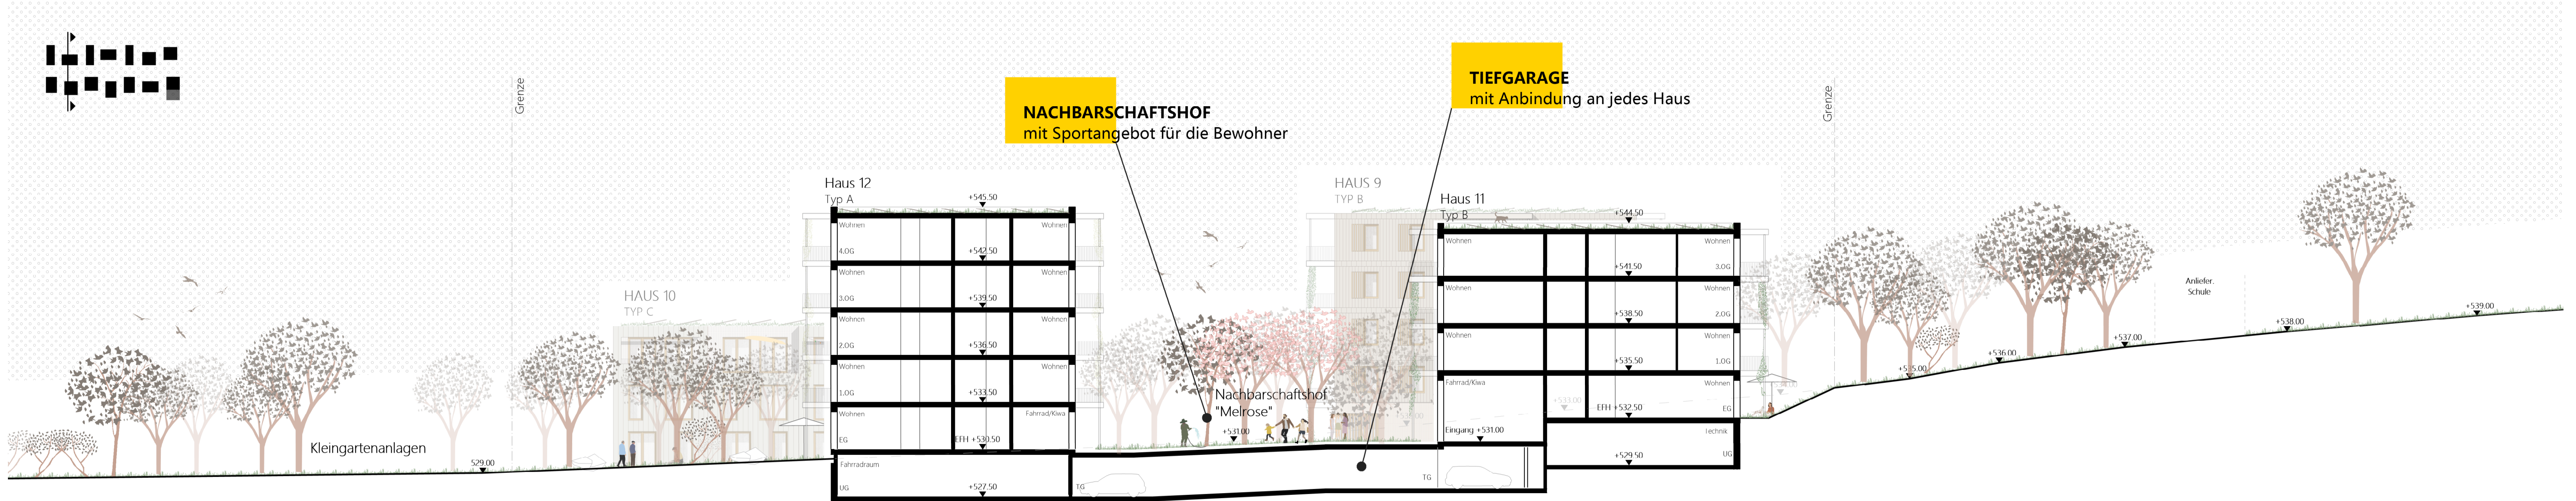 Grenze
Grenze
NACHBARSCHAFTSHOF
mit Sportangebot für die Bewohner
TIEFGARAGE
mit Anbindung an jedes Haus
HAUS 10
TYP C
Haus 12
Typ A
+545.50
Wohnen
Wohnen
4.OG
+542.50
Wohnen
Wohnen
3.OG
+539.50
Wohnen
Wohnen
2.OG
+536.50
Wohnen
Wohnen
1.OG
+533.50
Wohnen
Fahrrad/Kiwa
EG
EFH +530.50
Fahrradraum
UG
+527.50
TG
HAUS 9
TYP B
Haus 11
Typ B
+544.50
Wohnen
Wohnen
+541.50
3.OG
Wohnen
Wohnen
+538.50
2.OG
Wohnen
Wohnen
+535.50
1.OG
Fahrrad/Kiwa
Wohnen
+533.00
EFH +532.50
EG
Eingang +531.00
Technik
+529.50
UG
TG
Nachbarschaftshof
"Melrose"
+531.00
Kleingartenanlagen
529.00
+535.00
+536.00
+537.00
Anliefer.
Schule
+538.00
+539.00